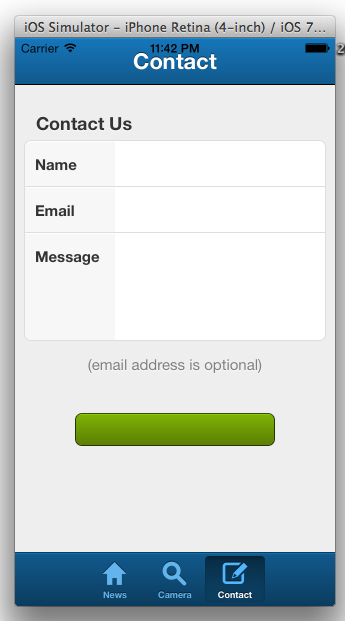 iOS Simulator – iPhone Retina (4-inch) / iOS 7...
Carrier 11:42 PM
2
Contact
Contact Us
Name
Email
Message
(email address is optional)
News Camera Contact